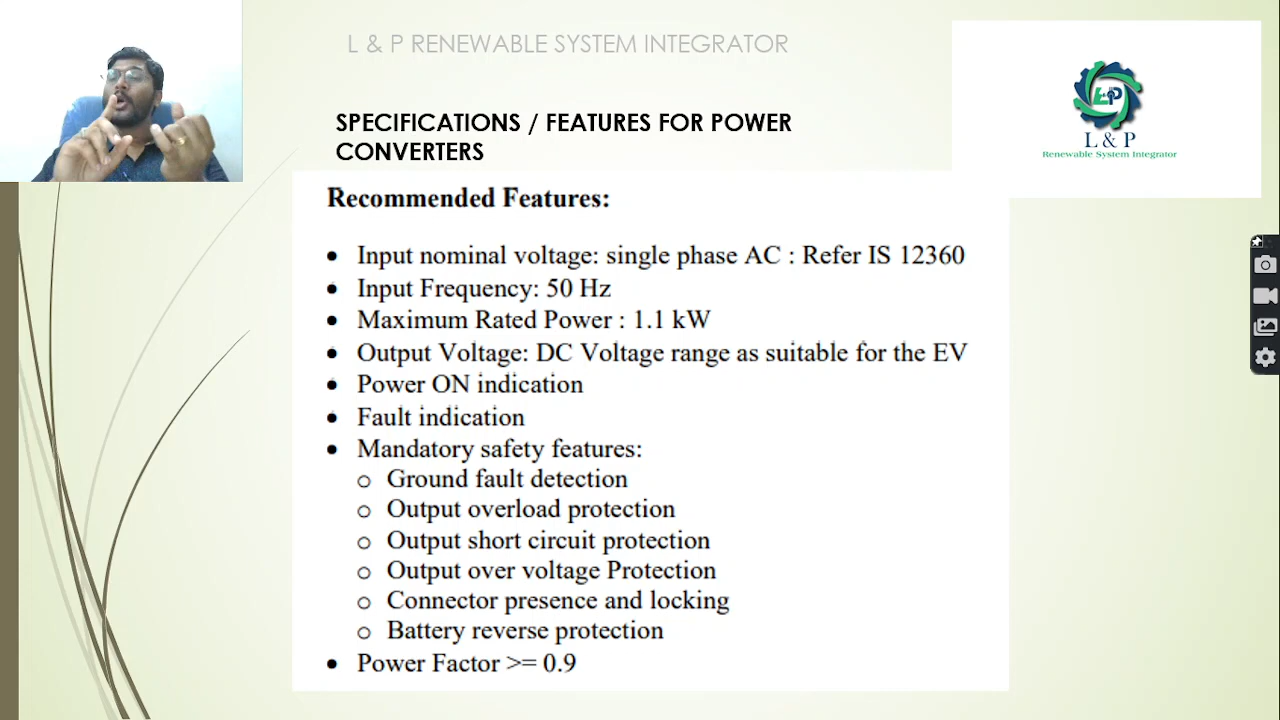 L & P RENEWABLE SYSTEM INTEGRATOR
L&P
L & P
Renewable System Integrator
SPECIFICATIONS / FEATURES FOR POWER
CONVERTERS
Recommended Features:
• Input nominal voltage: single phase AC : Refer IS 12360
• Input Frequency: 50 Hz
• Maximum Rated Power : 1.1 kW
• Output Voltage: DC Voltage range as suitable for the EV
• Power ON indication
• Fault indication
• Mandatory safety features:
o Ground fault detection
o Output overload protection
o Output short circuit protection
o Output over voltage Protection
o Connector presence and locking
o Battery reverse protection
• Power Factor >= 0.9